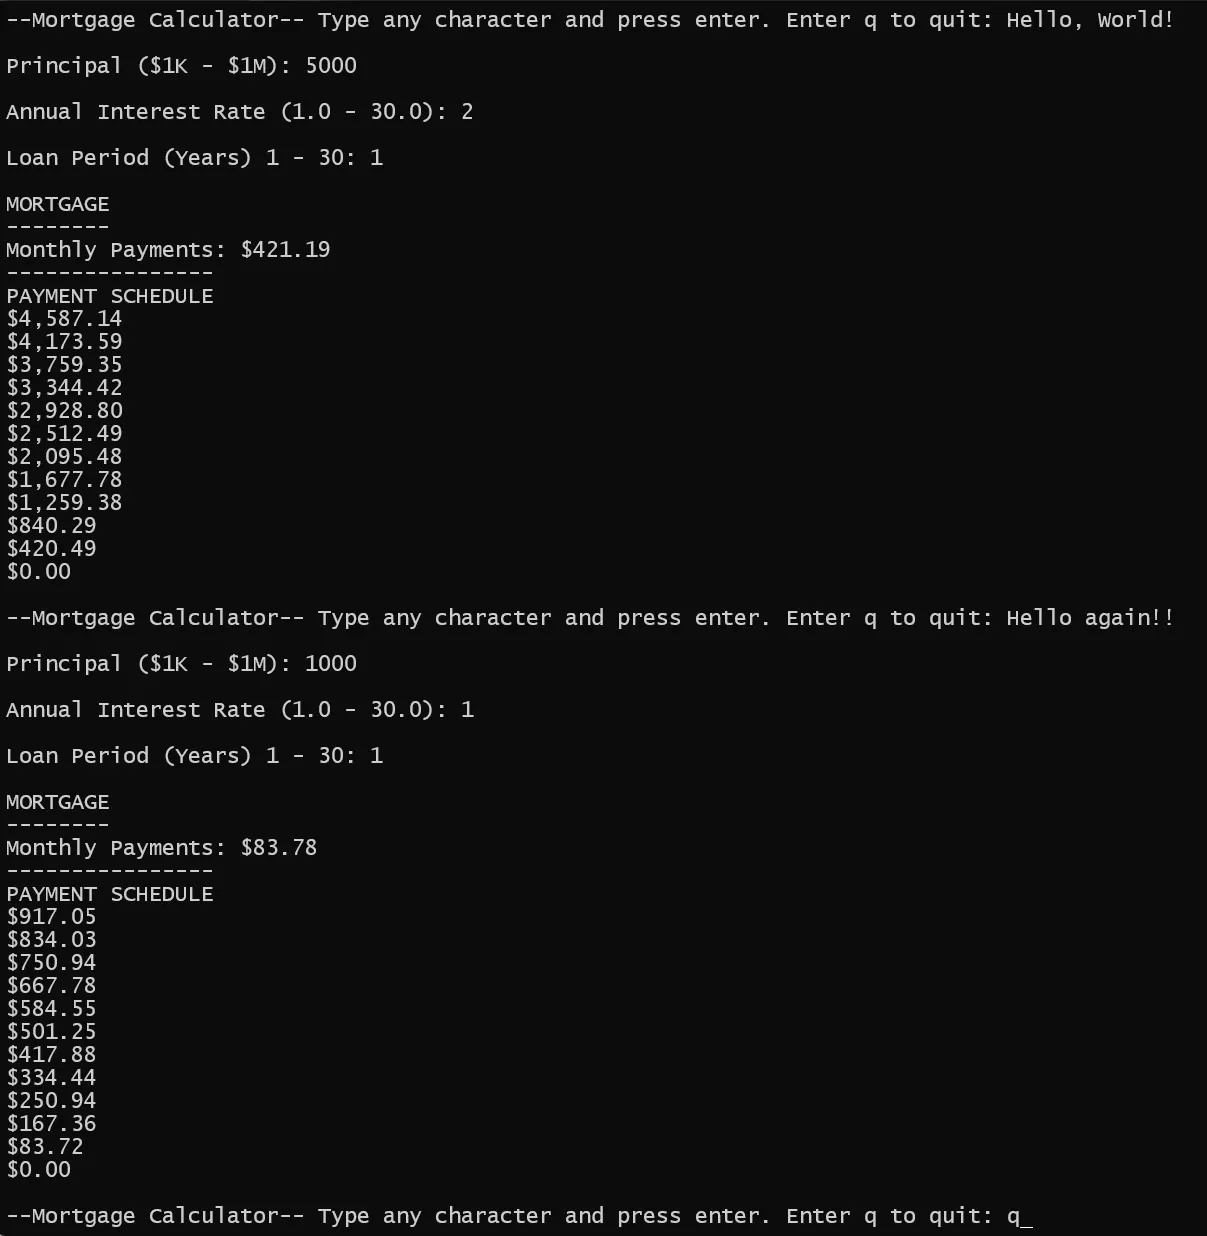 --Mortgage Calculator-- Type any character and press enter. Enter q to quit: Hello, World!
Principal ($1K - $1M): 5000
Annual Interest Rate (1.0 - 30.0): 2
Loan Period (Years) 1 - 30: 1
MORTGAGE
--------
Monthly Payments: $421.19
----------------
PAYMENT SCHEDULE
$4,587.14
$4,173.59
$3,759.35
$3,344.42
$2,928.80
$2,512.49
$2,095.48
$1,677.78
$1,259.38
$840.29
$420.49
$0.00
--Mortgage Calculator-- Type any character and press enter. Enter q to quit: Hello again!!
Principal ($1K - $1M): 1000
Annual Interest Rate (1.0 - 30.0): 1
Loan Period (Years) 1 - 30: 1
MORTGAGE
--------
Monthly Payments: $83.78
----------------
PAYMENT SCHEDULE
$917.05
$834.03
$750.94
$667.78
$584.55
$501.25
$417.88
$334.44
$250.94
$167.36
$83.72
$0.00
--Mortgage Calculator-- Type any character and press enter. Enter q to quit: q_